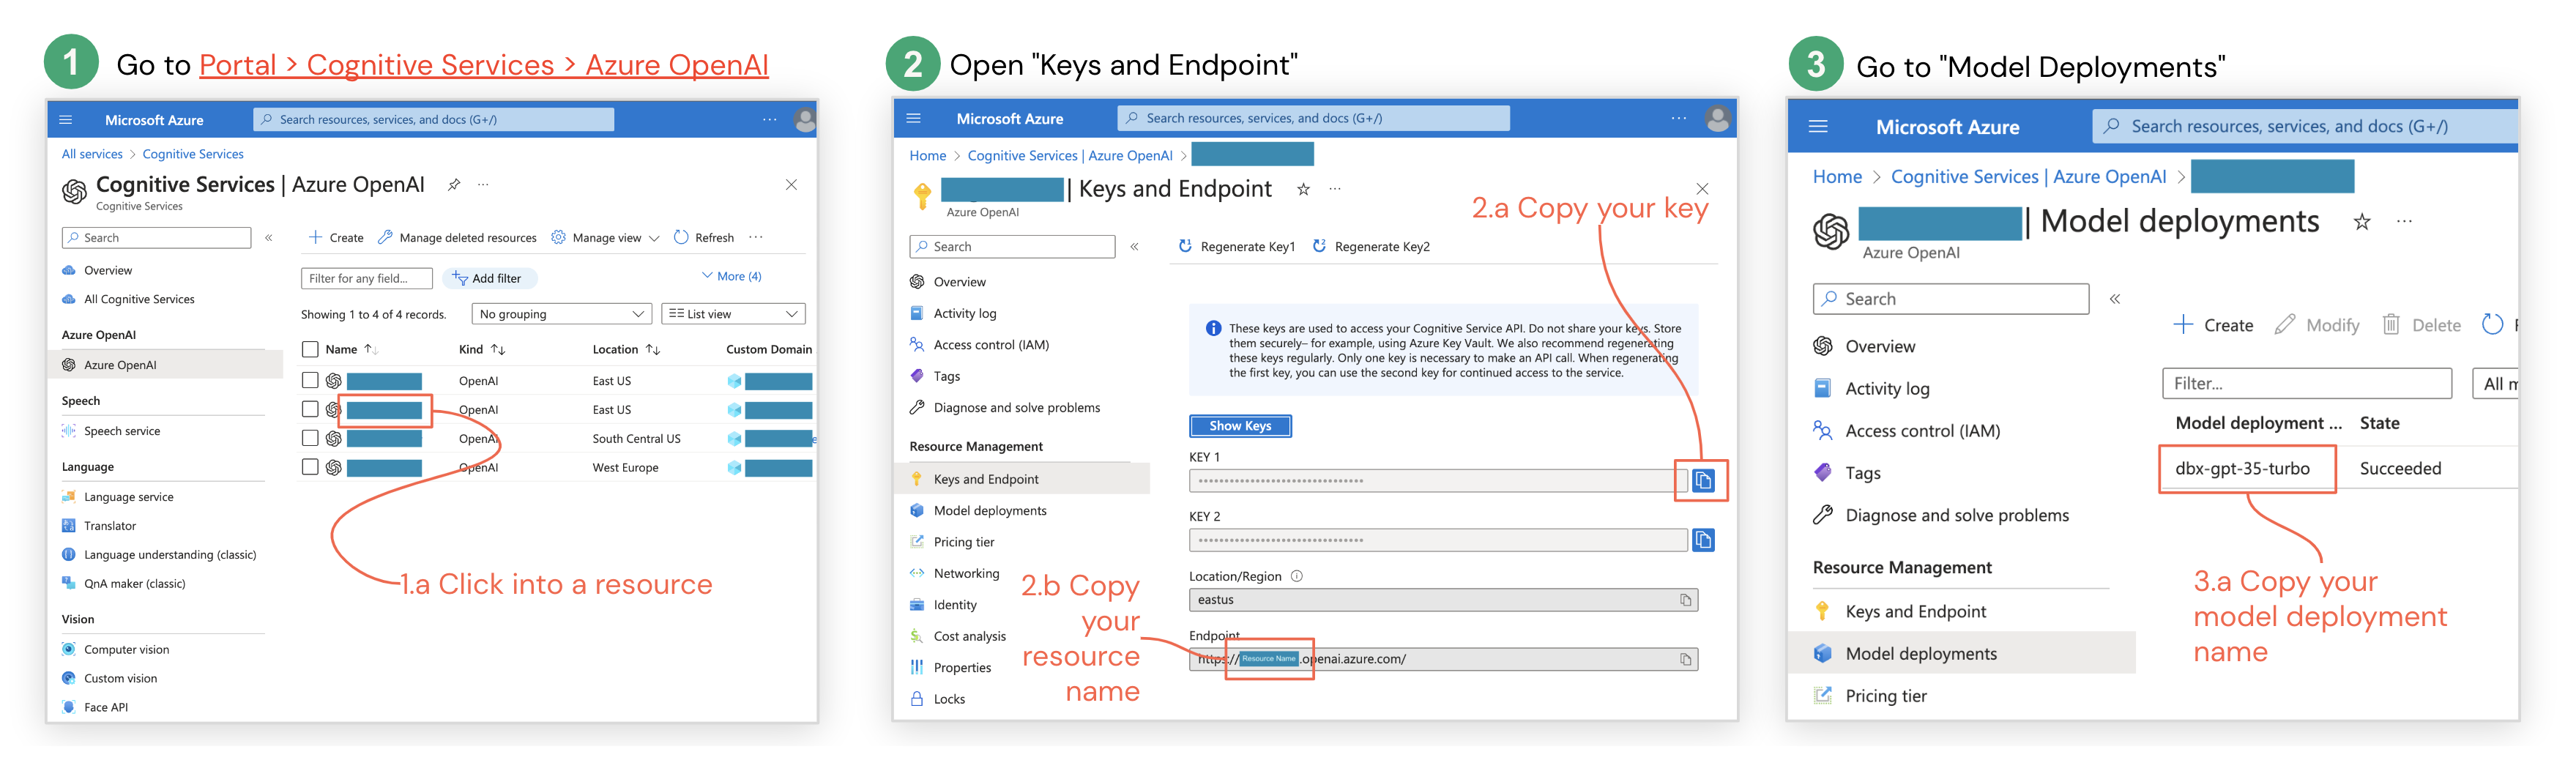 1 Go to Portal > Cognitive Services > Azure OpenAI
Microsoft Azure
Search resources, services, and docs (G+/)
All services > Cognitive Services
Cognitive Services | Azure OpenAI
Cognitive Services
Search
Create Manage deleted resources Manage view Refresh
Overview
All Cognitive Services
Azure OpenAI
Azure OpenAI
Speech
Speech service
Language
Language service
Translator
Language understanding (classic)
QnA maker (classic)
Vision
Computer vision
Custom vision
Face API
Filter for any field...
Add filter
More (4)
Showing 1 to 4 of 4 records.
No grouping
List view
Name Kind Location Custom Domain
OpenAI East US
OpenAI East US
OpenAI South Central US
OpenAI West Europe
1.a Click into a resource
2 Open "Keys and Endpoint"
Microsoft Azure
Search resources, services, and docs (G+/)
Home > Cognitive Services | Azure OpenAI >
| Keys and Endpoint
Azure OpenAI
2.a Copy your key
Search
Regenerate Key1 Regenerate Key2
Overview
Activity log
Access control (IAM)
Tags
Diagnose and solve problems
Resource Management
Keys and Endpoint
Model deployments
Pricing tier
Networking
Identity
Cost analysis
Properties
Locks
These keys are used to access your Cognitive Service API. Do not share your keys. Store
them securely– for example, using Azure Key Vault. We also recommend regenerating
these keys regularly. Only one key is necessary to make an API call. When regenerating
the first key, you can use the second key for continued access to the service.
Show Keys
KEY 1
KEY 2
Location/Region
eastus
Endpoint
https://Resource Name.openai.azure.com/
2.b Copy
your
resource
name
3 Go to "Model Deployments"
Microsoft Azure
Search resources, services, and docs (G+/)
Home > Cognitive Services | Azure OpenAI >
| Model deployments
Azure OpenAI
Search
Create Modify Delete
Overview
Activity log
Access control (IAM)
Tags
Diagnose and solve problems
Resource Management
Keys and Endpoint
Model deployments
Pricing tier
Filter...
All
Model deployment ... State
dbx-gpt-35-turbo Succeeded
3.a Copy your
model deployment
name